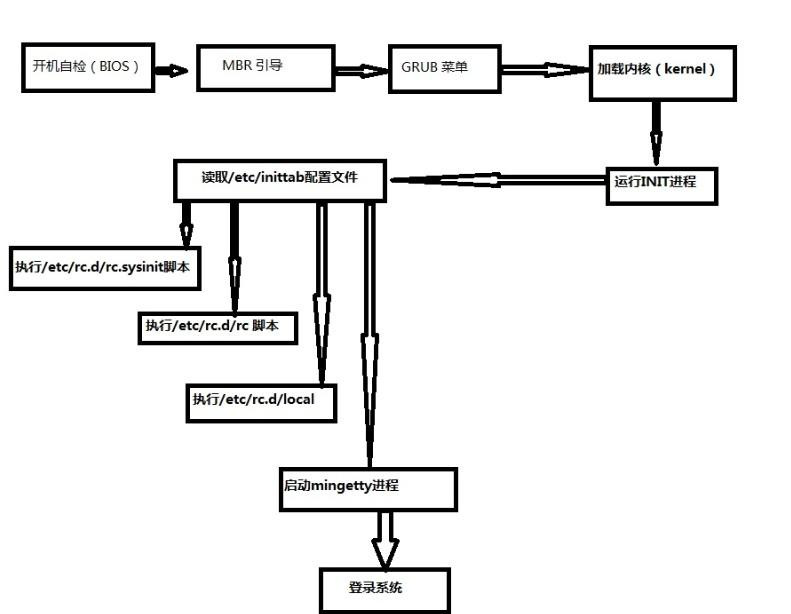 开机自检（BIOS）
MBR 引导
GRUB 菜单
加载内核（kernel）
运行INIT进程
读取/etc/inittab配置文件
执行/etc/rc.d/rc.sysinit脚本
执行/etc/rc.d/rc 脚本
执行/etc/rc.d/local
启动mingetty进程
登录系统